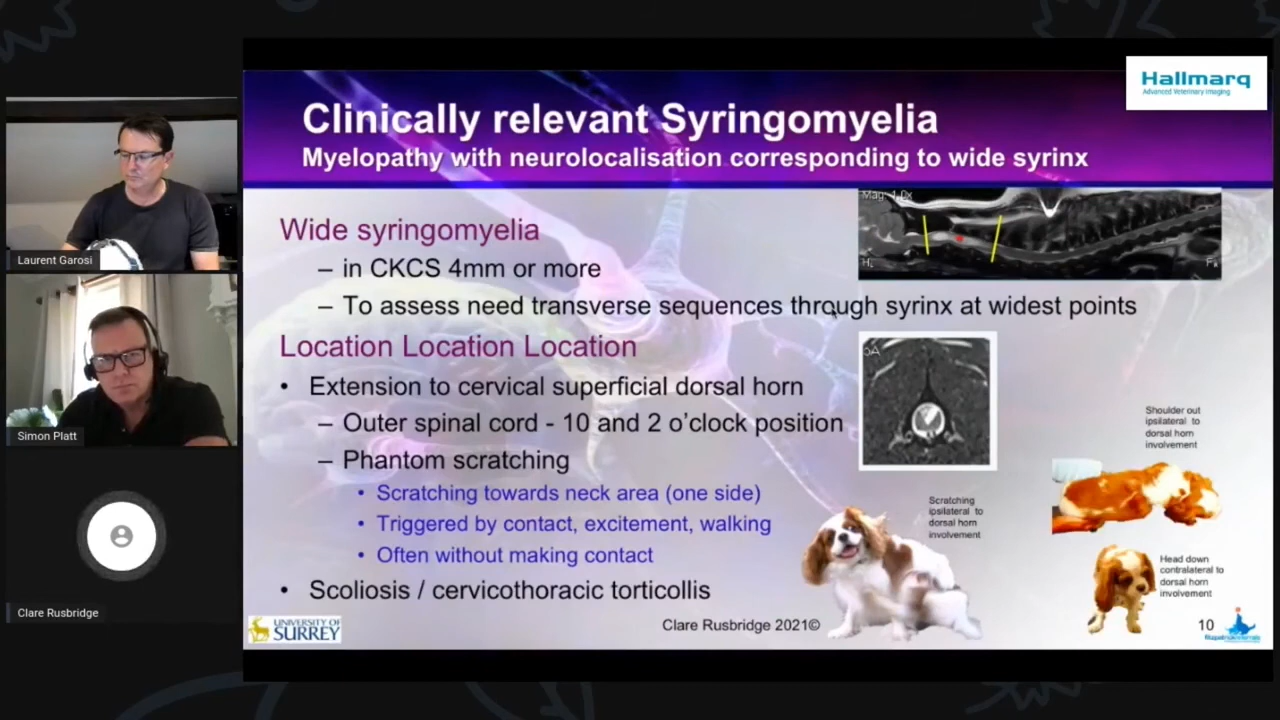 Hallmarq
Advanced Veterinary Imaging
Clinically relevant Syringomyelia
Myelopathy with neurolocalisation corresponding to wide syrinx
Laurent Garosi
Simon Platt
Clare Rusbridge
Mag: 1.0x
Wide syringomyelia
– in CKCS 4mm or more
– To assess need transverse sequences through syrinx at widest points
Location Location Location
• Extension to cervical superficial dorsal horn
– Outer spinal cord - 10 and 2 o'clock position
– Phantom scratching
• Scratching towards neck area (one side)
• Triggered by contact, excitement, walking
• Often without making contact
• Scoliosis / cervicothoracic torticollis
Shoulder out
ipsilateral to
dorsal horn
involvement
Scratching
ipsilateral to
dorsal horn
involvement
Head down
contralateral to
dorsal horn
involvement
UNIVERSITY OF
SURREY
Clare Rusbridge 2021©
10